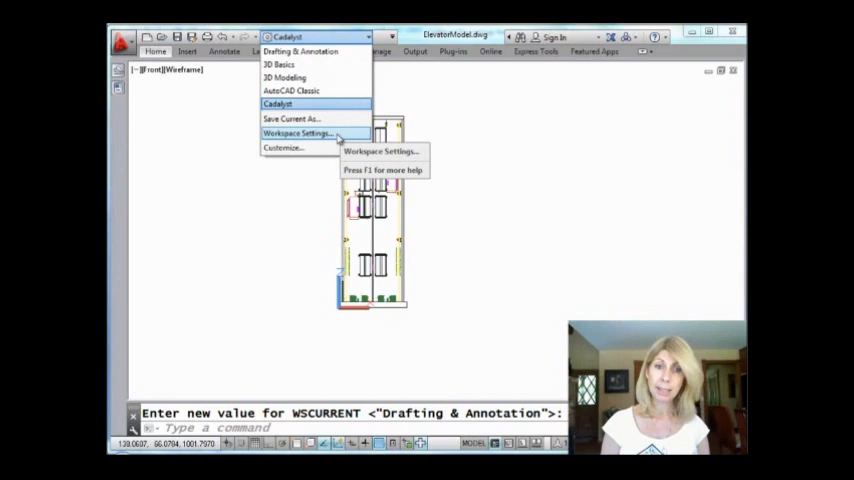 Cadalyst
ElevatorModel.dwg
Sign In
Home Insert Annotate
nage Output Plug-ins Online Express Tools Featured Apps
[−][Front][Wireframe]
Drafting & Annotation
3D Basics
3D Modeling
AutoCAD Classic
Cadalyst
Save Current As...
Workspace Settings...
Customize...
Workspace Settings...
Press F1 for more help
Enter new value for WSCURRENT <"Drafting & Annotation">:
Type a command
MODEL